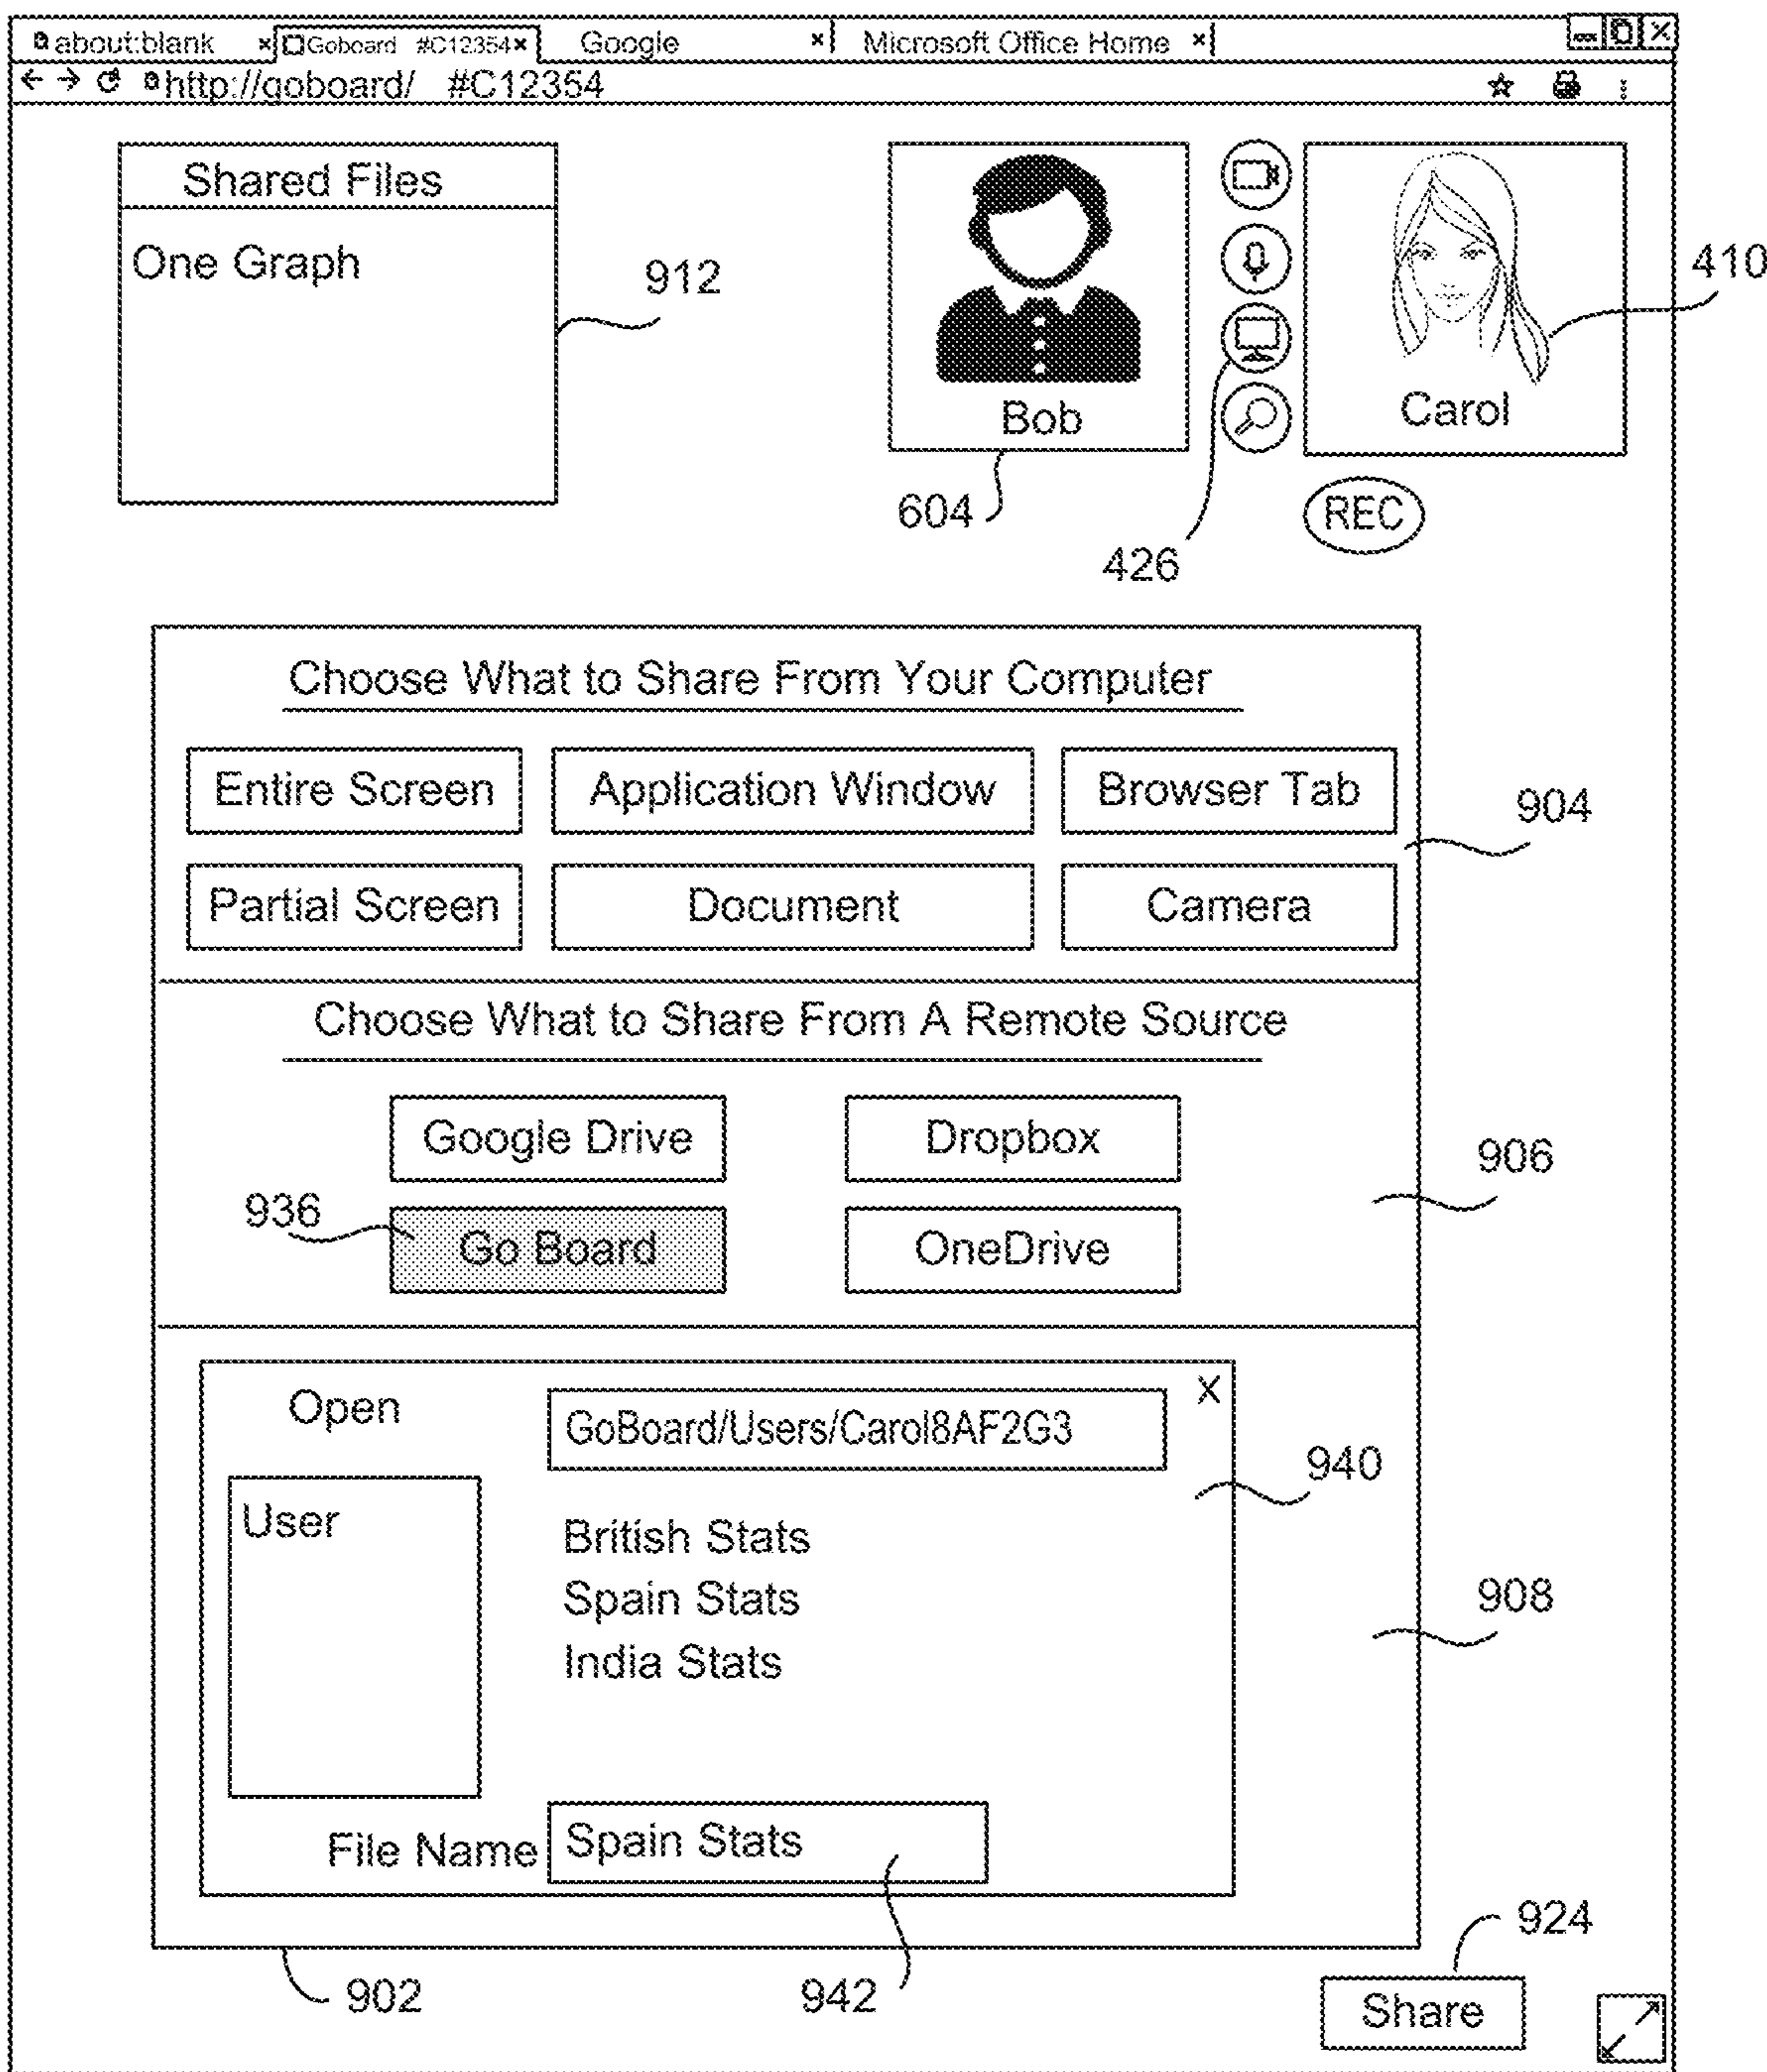 about:blank × Goboard #C12354 × Google × Microsoft Office Home ×
http://goboard/ #C12354
Shared Files
One Graph
912
Bob
Carol
410
604
426
REC
Choose What to Share From Your Computer
Entire Screen Application Window Browser Tab
904
Partial Screen Document Camera
Choose What to Share From A Remote Source
Google Drive Dropbox
906
936
Go Board OneDrive
Open GoBoard/Users/Carol8AF2G3 X
940
User
British Stats
Spain Stats
India Stats
908
File Name Spain Stats
924
902
942
Share